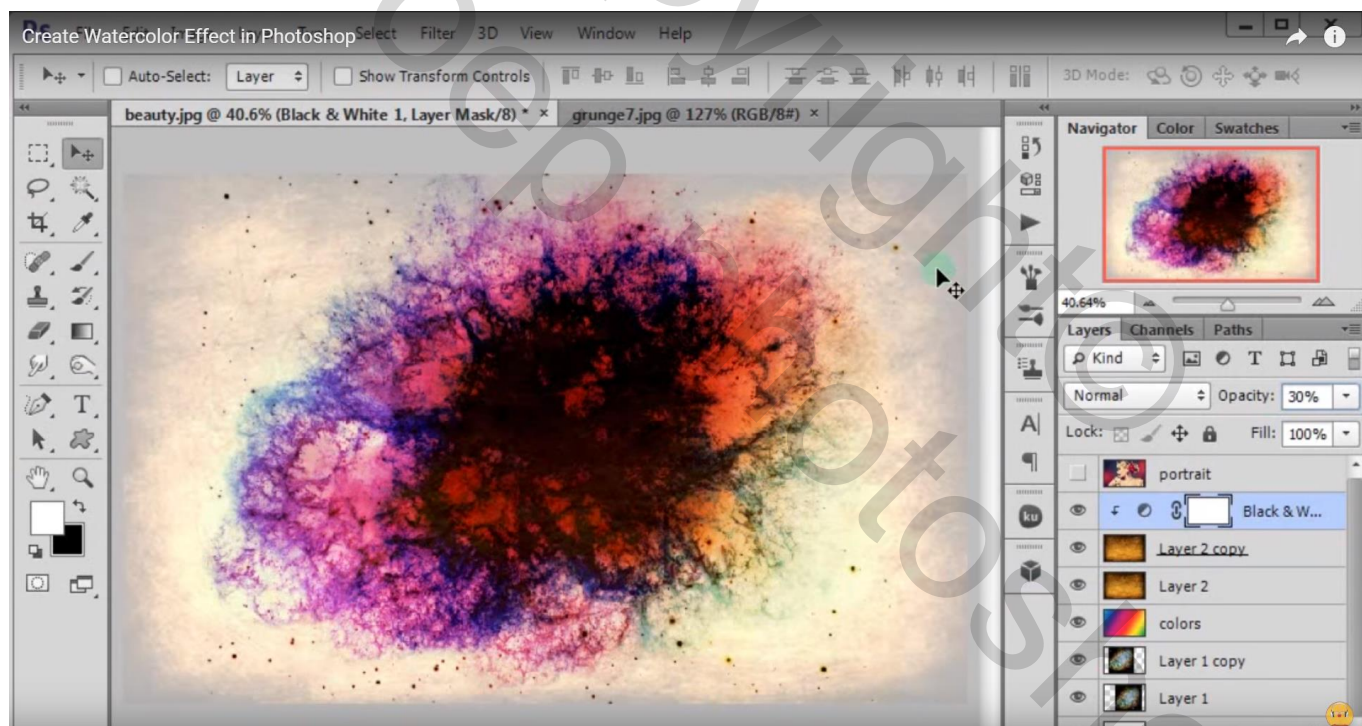 Create Watercolor Effect in Photoshop
Select Filter 3D View Window Help
Auto-Select: Layer Show Transform Controls 3D Mode:
beauty.jpg @ 40.6% (Black & White 1, Layer Mask/8) * × grunge7.jpg @ 127% (RGB/8#) ×
Navigator Color Swatches
40.64%
Layers Channels Paths
Kind
Normal Opacity: 30%
Lock: Fill: 100%
portrait
Black & W...
Layer 2 copy
Layer 2
colors
Layer 1 copy
Layer 1
T
A
ku